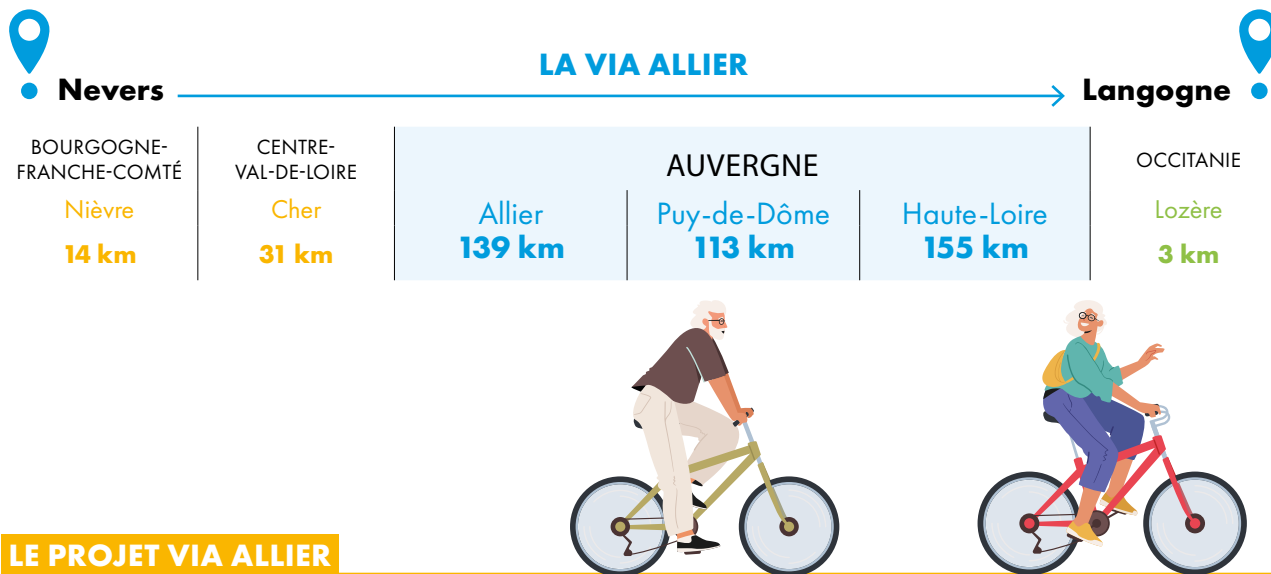 LA VIA ALLIER
Nevers
Langogne
BOURGOGNE-
FRANCHE-COMTÉ
Nièvre
14 km
CENTRE-
VAL-DE-LOIRE
Cher
31 km
AUVERGNE
Allier
139 km
Puy-de-Dôme
113 km
Haute-Loire
155 km
OCCITANIE
Lozère
3 km
LE PROJET VIA ALLIER